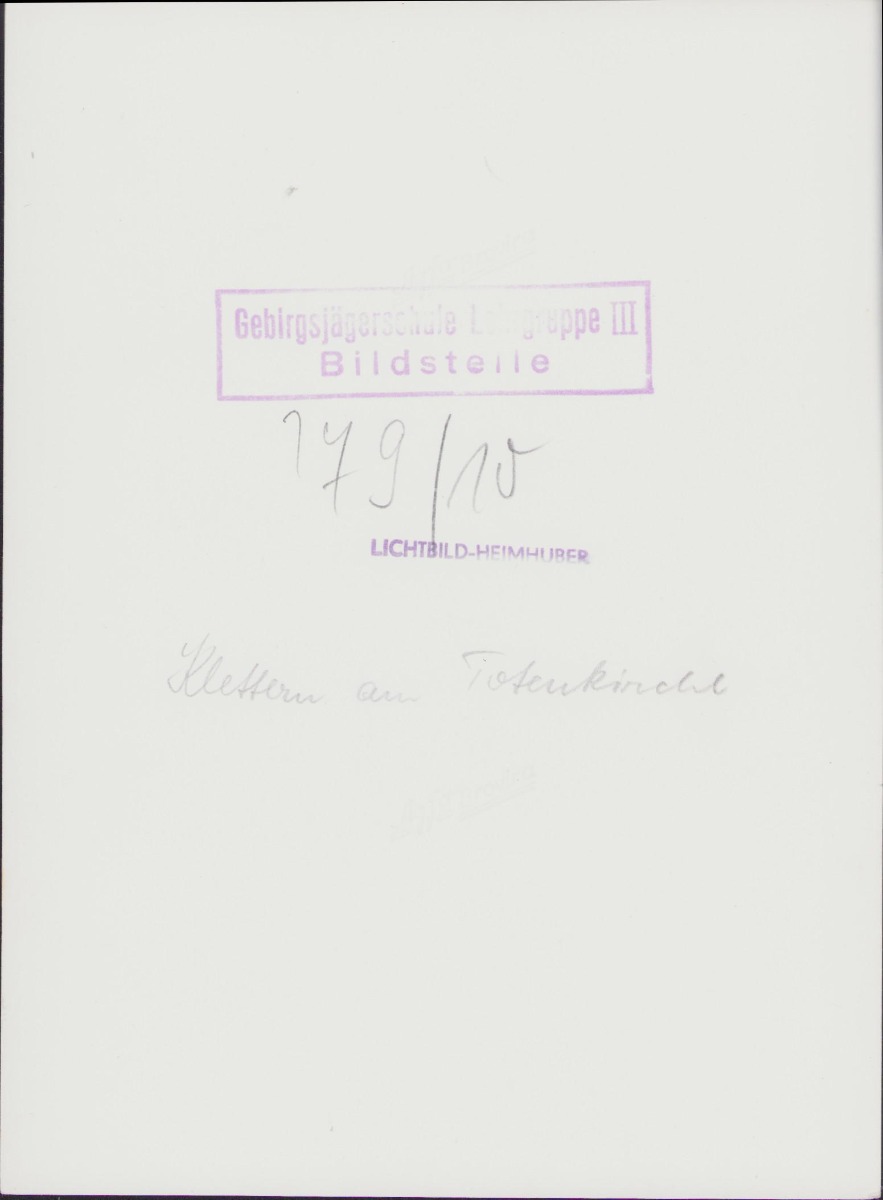 Gebirgsjägerschule Lehrgruppe III
Bildstelle
179/10
LICHTBILD-HEIMHUBER
Klettern am Totenkirchl